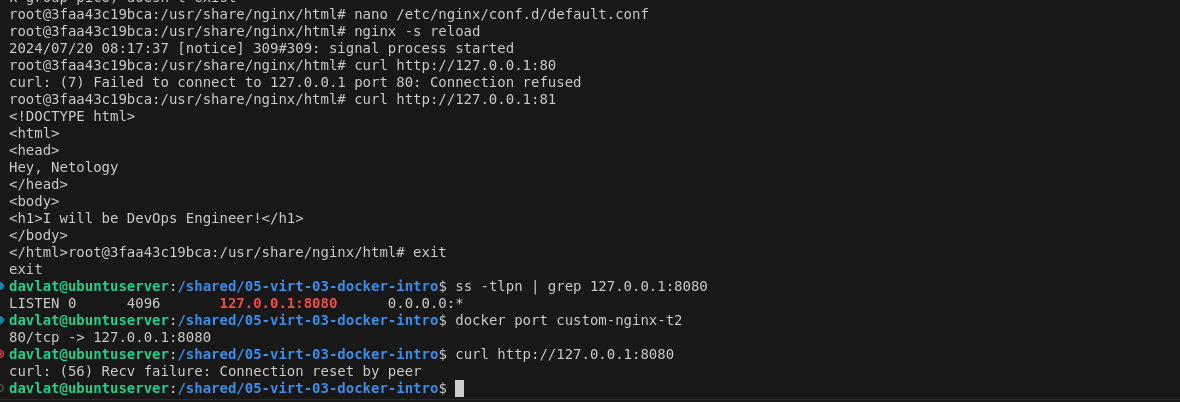 root@3faa43c19bca:/usr/share/nginx/html# nano /etc/nginx/conf.d/default.conf
root@3faa43c19bca:/usr/share/nginx/html# nginx -s reload
2024/07/20 08:17:37 [notice] 309#309: signal process started
root@3faa43c19bca:/usr/share/nginx/html# curl http://127.0.0.1:80
curl: (7) Failed to connect to 127.0.0.1 port 80: Connection refused
root@3faa43c19bca:/usr/share/nginx/html# curl http://127.0.0.1:81
<!DOCTYPE html>
<html>
<head>
Hey, Netology
</head>
<body>
<h1>I will be DevOps Engineer!</h1>
</body>
</html>root@3faa43c19bca:/usr/share/nginx/html# exit
exit
davlat@ubuntuserver:/shared/05-virt-03-docker-intro$ ss -tlpn | grep 127.0.0.1:8080
LISTEN 0      4096       127.0.0.1:8080      0.0.0.0:*
davlat@ubuntuserver:/shared/05-virt-03-docker-intro$ docker port custom-nginx-t2
80/tcp -> 127.0.0.1:8080
davlat@ubuntuserver:/shared/05-virt-03-docker-intro$ curl http://127.0.0.1:8080
curl: (56) Recv failure: Connection reset by peer
davlat@ubuntuserver:/shared/05-virt-03-docker-intro$